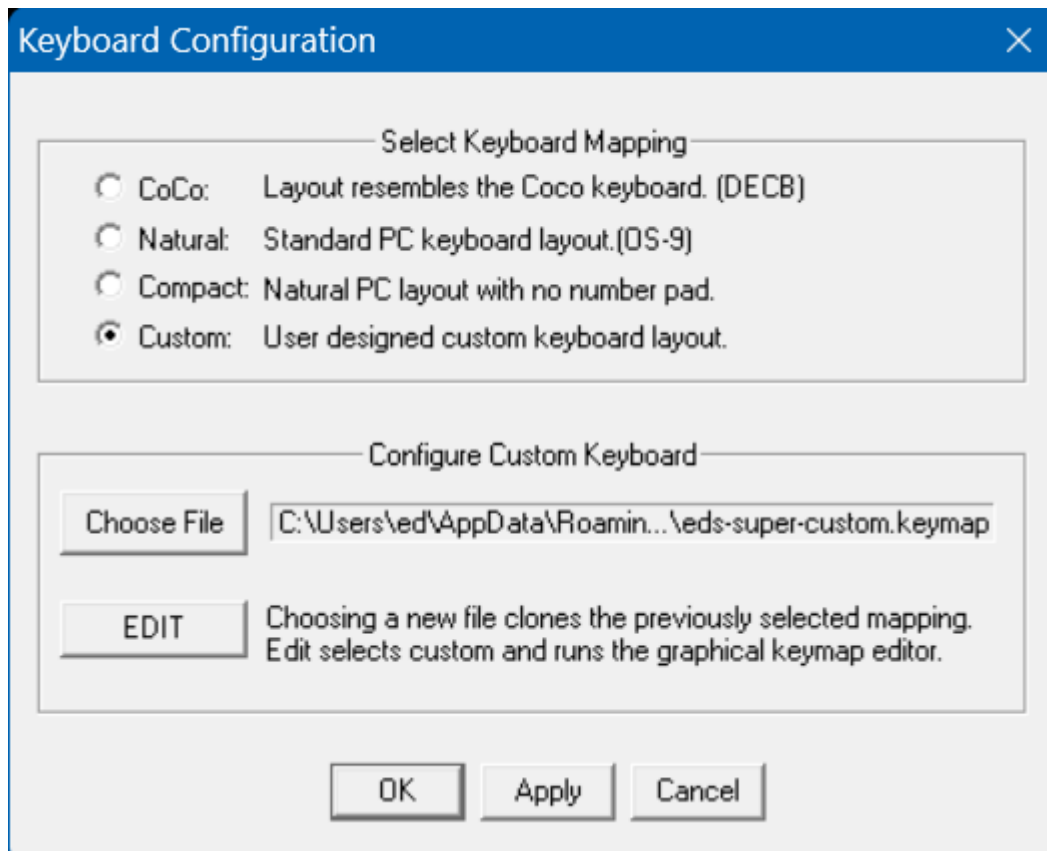 Keyboard Configuration
Select Keyboard Mapping
CoCo: Layout resembles the Coco keyboard. (DECB)
Natural: Standard PC keyboard layout.(OS-9)
Compact: Natural PC layout with no number pad.
Custom: User designed custom keyboard layout.
Configure Custom Keyboard
Choose File C:\Users\ed\AppData\Roamin...\eds-super-custom.keymap
EDIT Choosing a new file clones the previously selected mapping.
Edit selects custom and runs the graphical keymap editor.
OK Apply Cancel